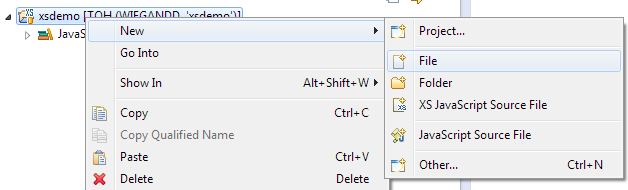 xsdemo [TOH (WIEGANDD, 'xsdemo')]
JavaS
New
Go Into
Show In Alt+Shift+W
Copy Ctrl+C
Copy Qualified Name
Paste Ctrl+V
Delete Delete
Project...
File
Folder
XS JavaScript Source File
JavaScript Source File
Other... Ctrl+N